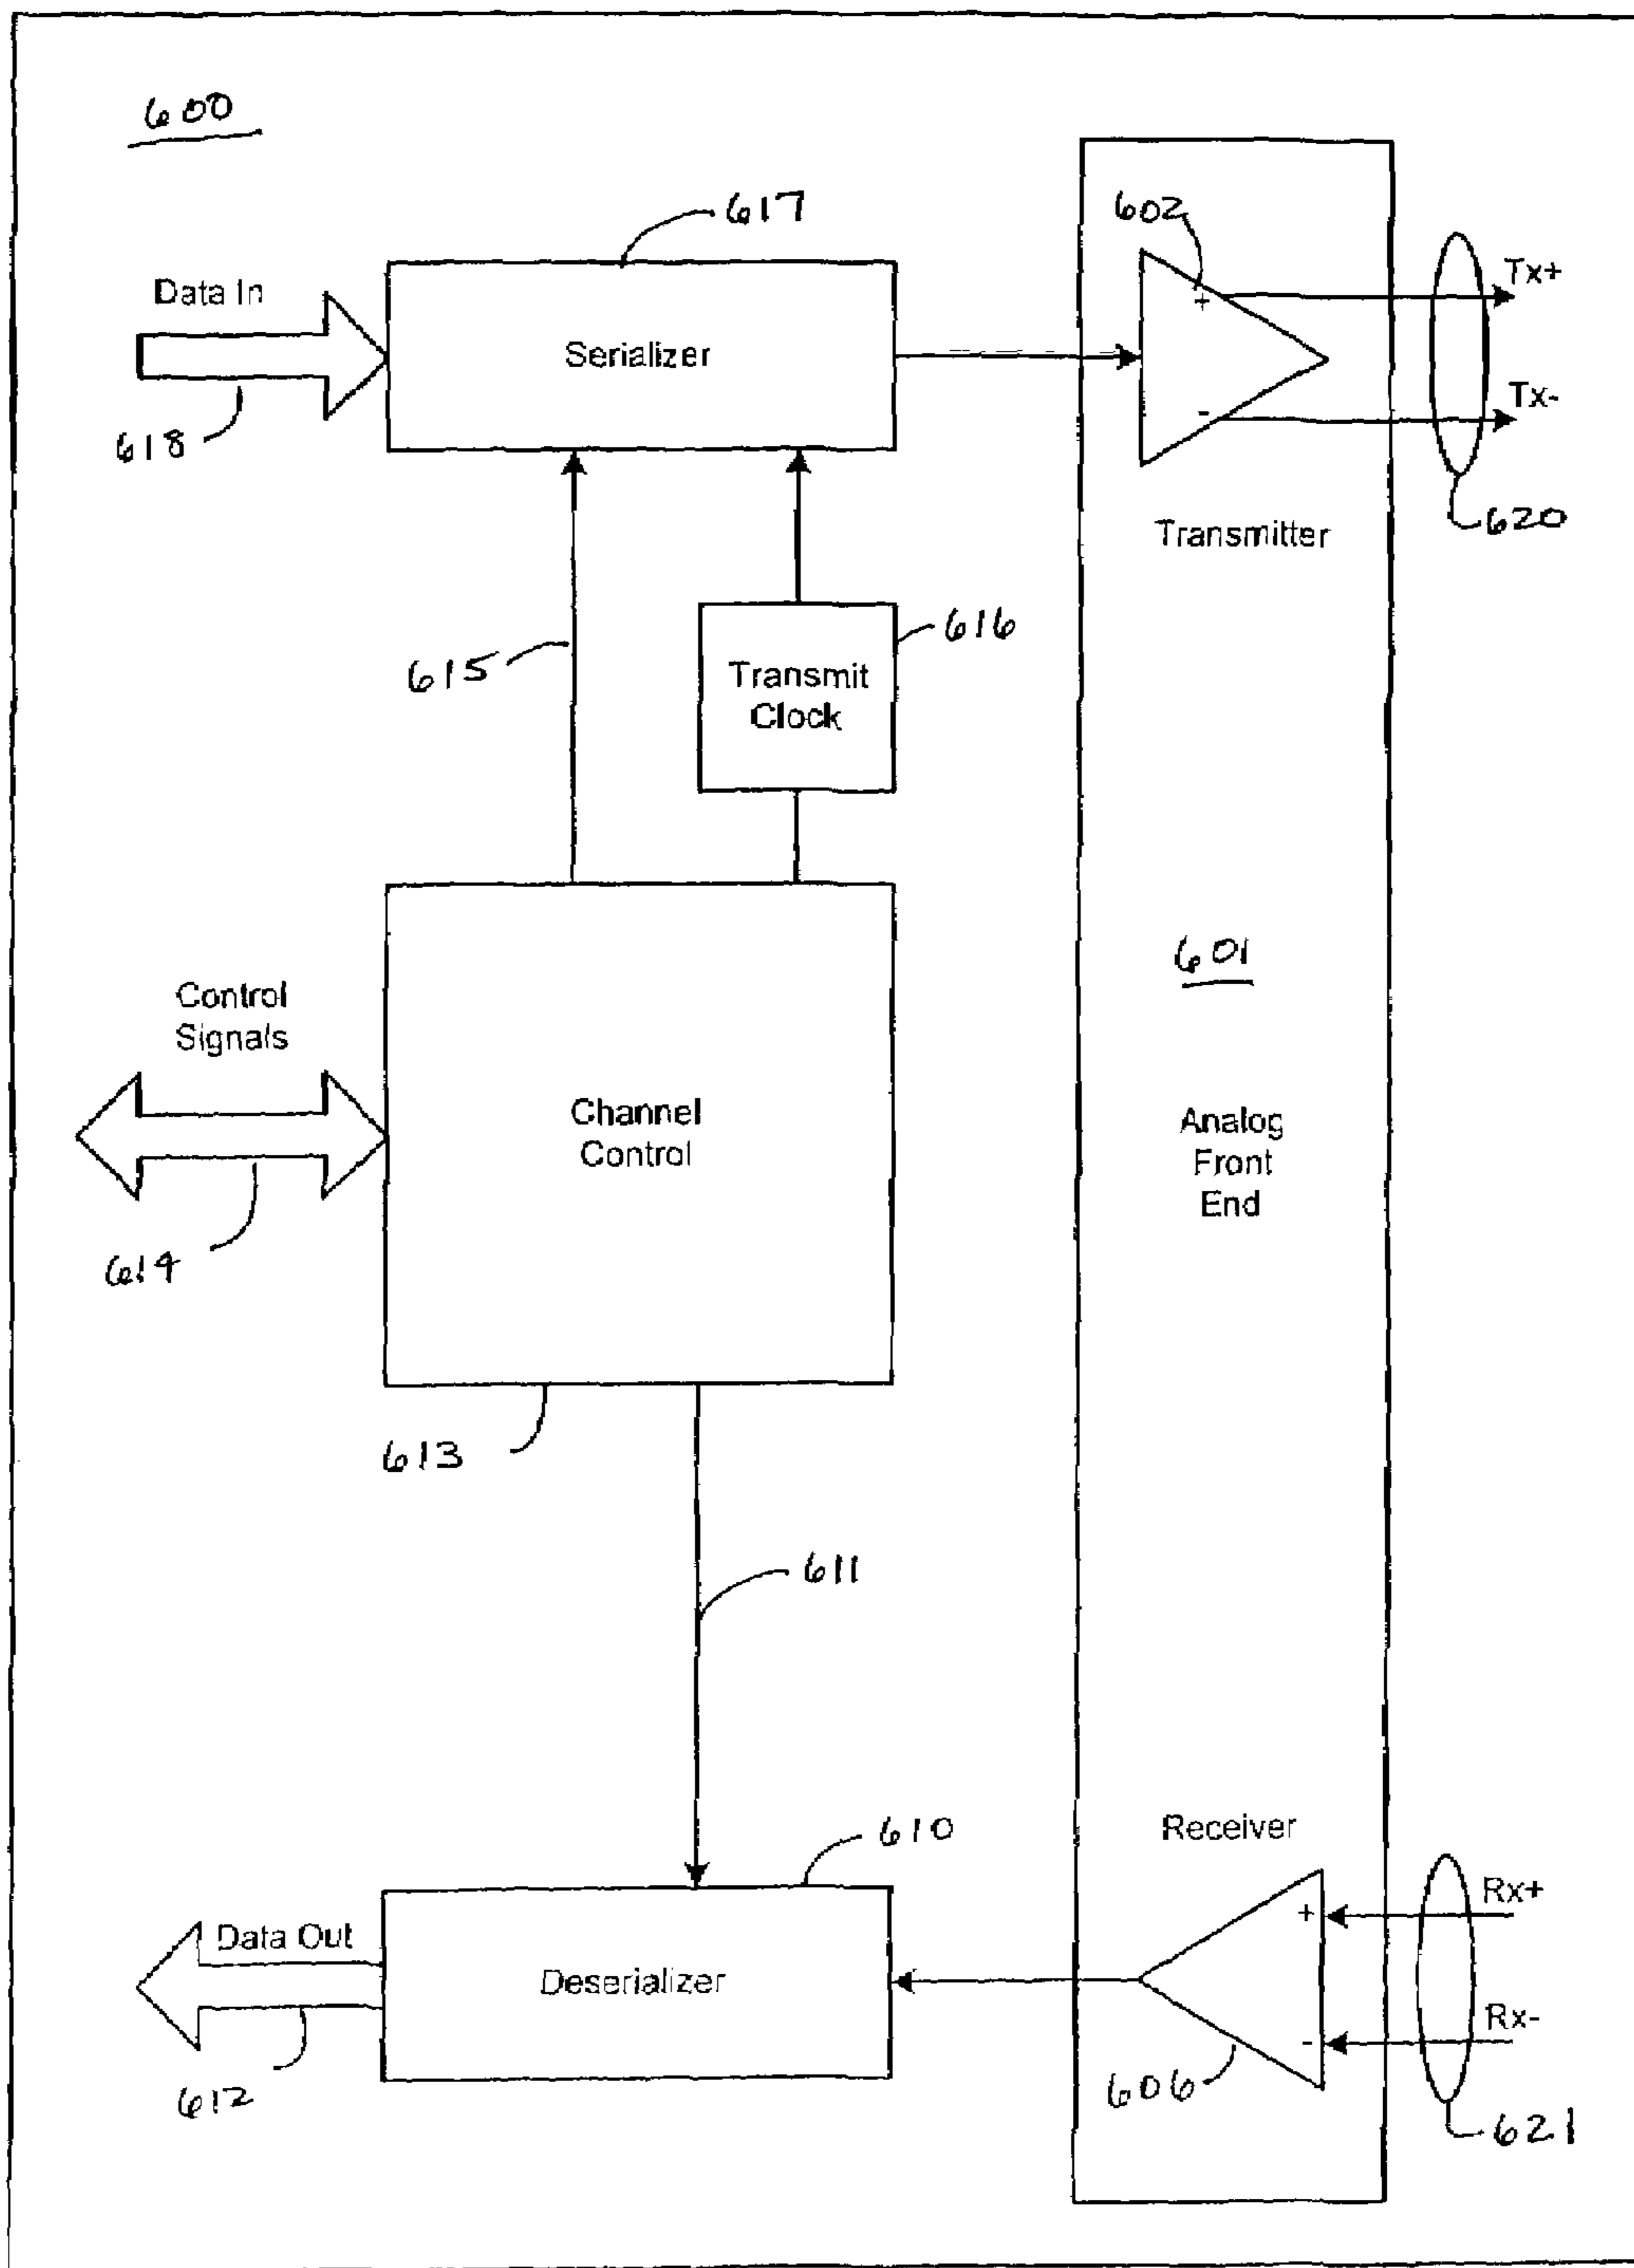 600
617
602
Data In
+
Tx+
Serializer
-
Tx-
618
620
Transmitter
616
615
Transmit
Clock
601
Control
Signals
Channel
Control
Analog
Front
End
614
613
611
610
Receiver
Rx+
+
Data Out
Deserializer
Rx-
-
612
606
621